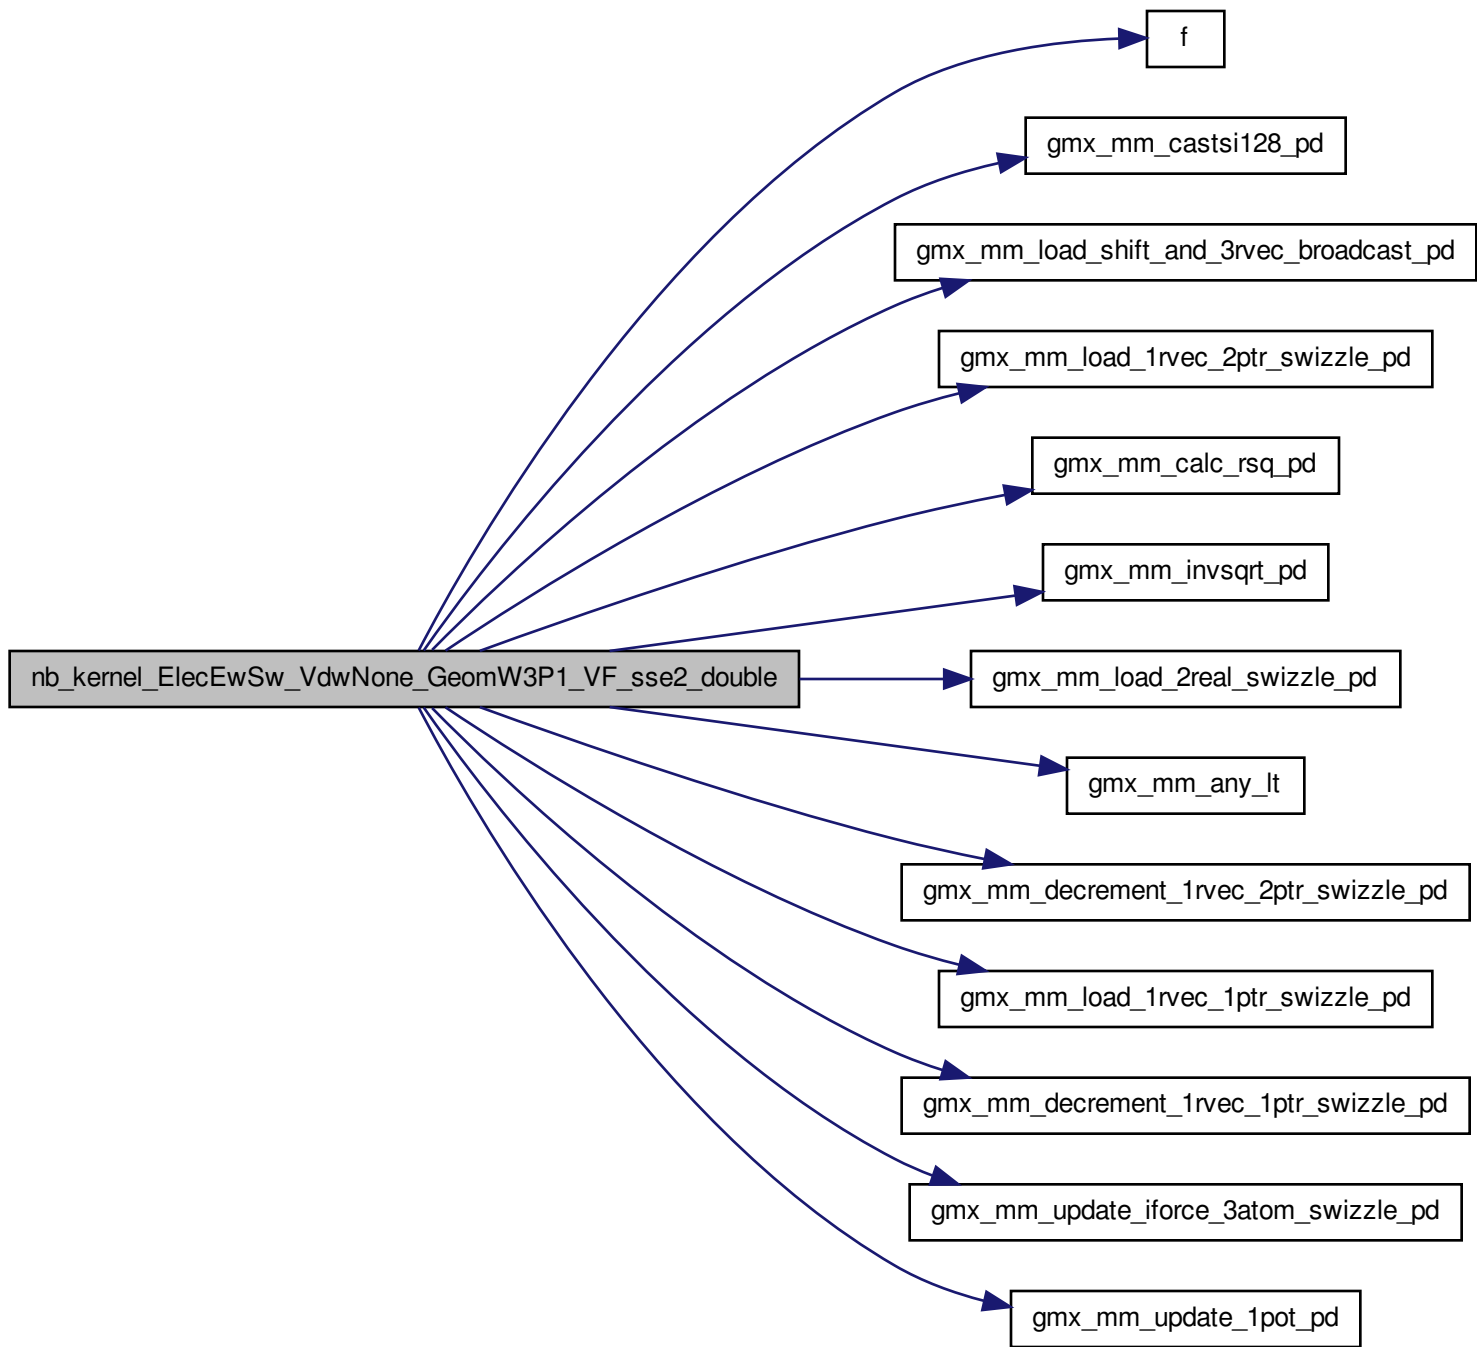 f
gmx_mm_castsi128_pd
gmx_mm_load_shift_and_3rvec_broadcast_pd
gmx_mm_load_1rvec_2ptr_swizzle_pd
gmx_mm_calc_rsq_pd
gmx_mm_invsqrt_pd
nb_kernel_ElecEwSw_VdwNone_GeomW3P1_VF_sse2_double
gmx_mm_load_2real_swizzle_pd
gmx_mm_any_lt
gmx_mm_decrement_1rvec_2ptr_swizzle_pd
gmx_mm_load_1rvec_1ptr_swizzle_pd
gmx_mm_decrement_1rvec_1ptr_swizzle_pd
gmx_mm_update_iforce_3atom_swizzle_pd
gmx_mm_update_1pot_pd